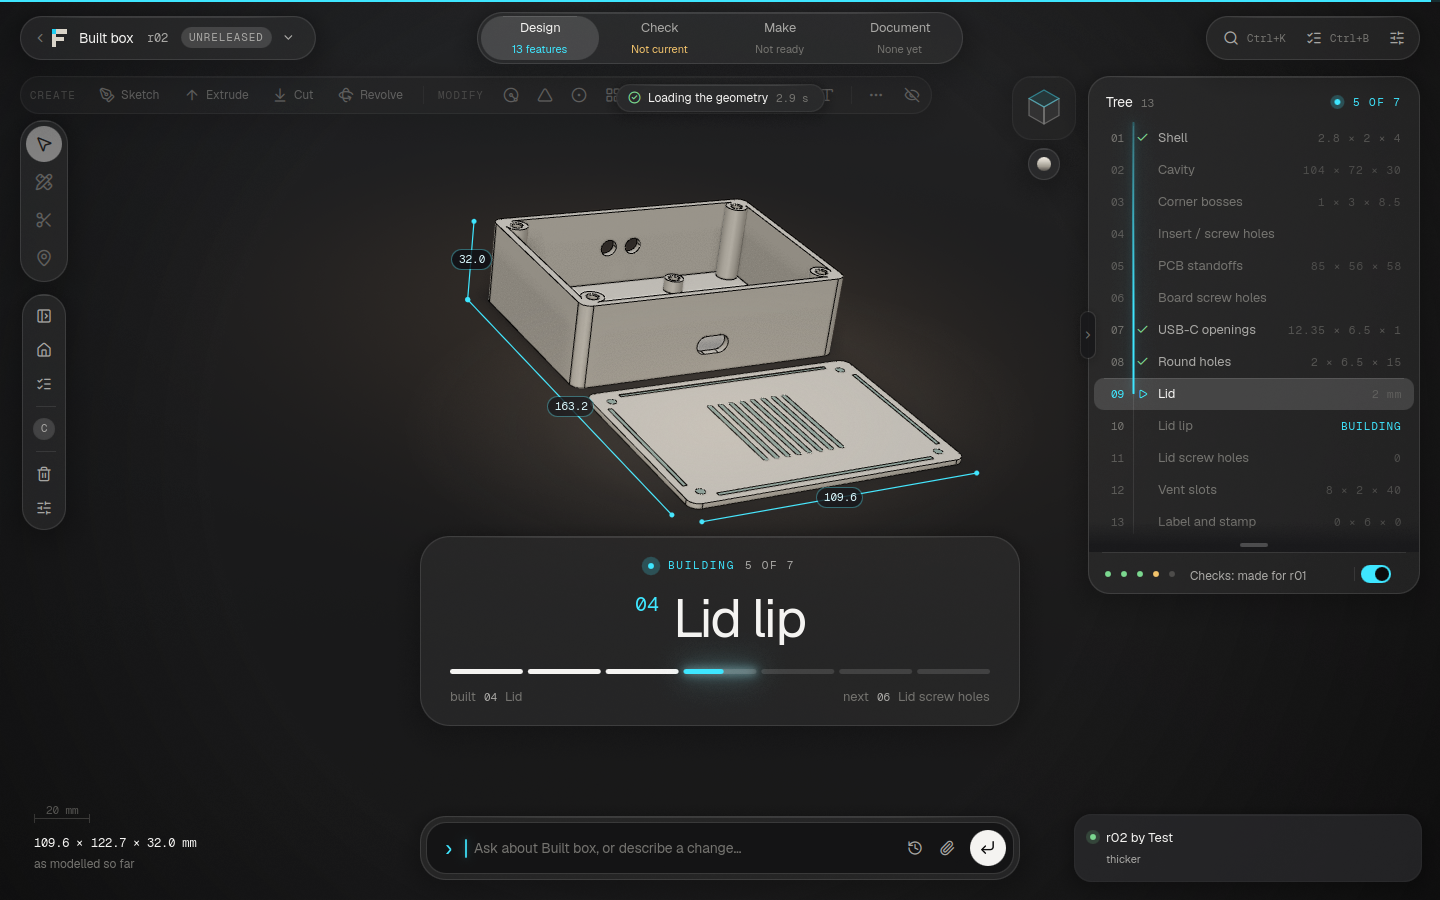 Built box r02 UNRELEASED
Design
13 features
Check
Not current
Make
Not ready
Document
None yet
Ctrl+K
Ctrl+B
CREATE Sketch Extrude Cut Revolve MODIFY
Loading the geometry 2.9 s
Tree 13
5 OF 7
01 Shell 2.8 × 2 × 4
02 Cavity 104 × 72 × 30
03 Corner bosses 1 × 3 × 8.5
04 Insert / screw holes
05 PCB standoffs 85 × 56 × 58
06 Board screw holes
07 USB-C openings 12.35 × 6.5 × 1
08 Round holes 2 × 6.5 × 15
09 Lid 2 mm
10 Lid lip BUILDING
11 Lid screw holes 0
12 Vent slots 8 × 2 × 40
13 Label and stamp 0 × 6 × 0
Checks: made for r01
C
32.0
163.2
109.6
BUILDING 5 OF 7
04 Lid lip
built 04 Lid
next 06 Lid screw holes
20 mm
109.6 × 122.7 × 32.0 mm
as modelled so far
Ask about Built box, or describe a change…
r02 by Test
thicker